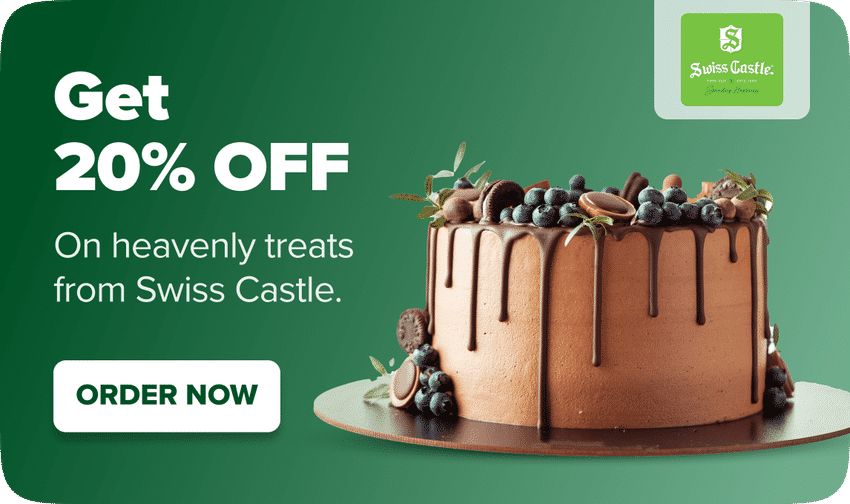 Get
20% OFF
On heavenly treats
from Swiss Castle.
ORDER NOW
S
Swiss Castle